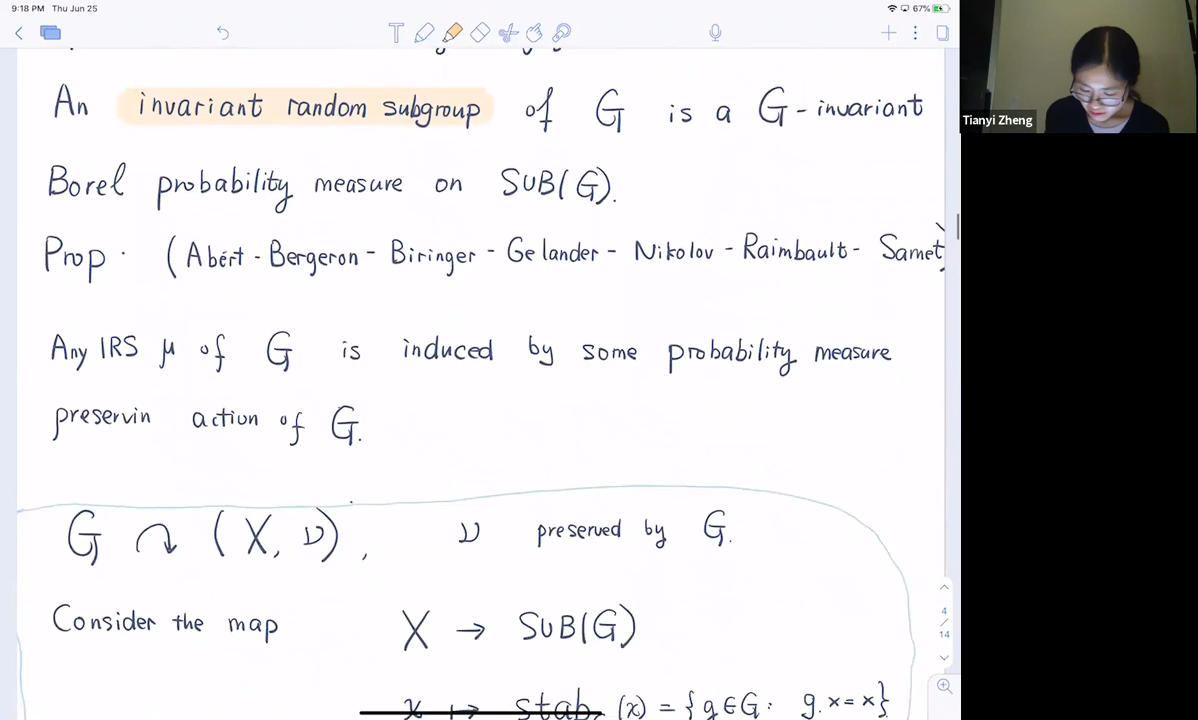 9:18 PM Thu Jun 25
67%
An invariant random subgroup of G is a G-invariant
Borel probability measure on SUB(G).
Prop. (Abért - Bergeron - Biringer - Gelander - Nikolov - Raimbault - Samet)
Any IRS μ of G is induced by some probability measure
preservin action of G.
G ↷ (X, ν), ν preserved by G.
Consider the map X → SUB(G)
x ↦ stab (x) = {g ∈ G : g.x = x}
4
/
14
Tianyi Zheng